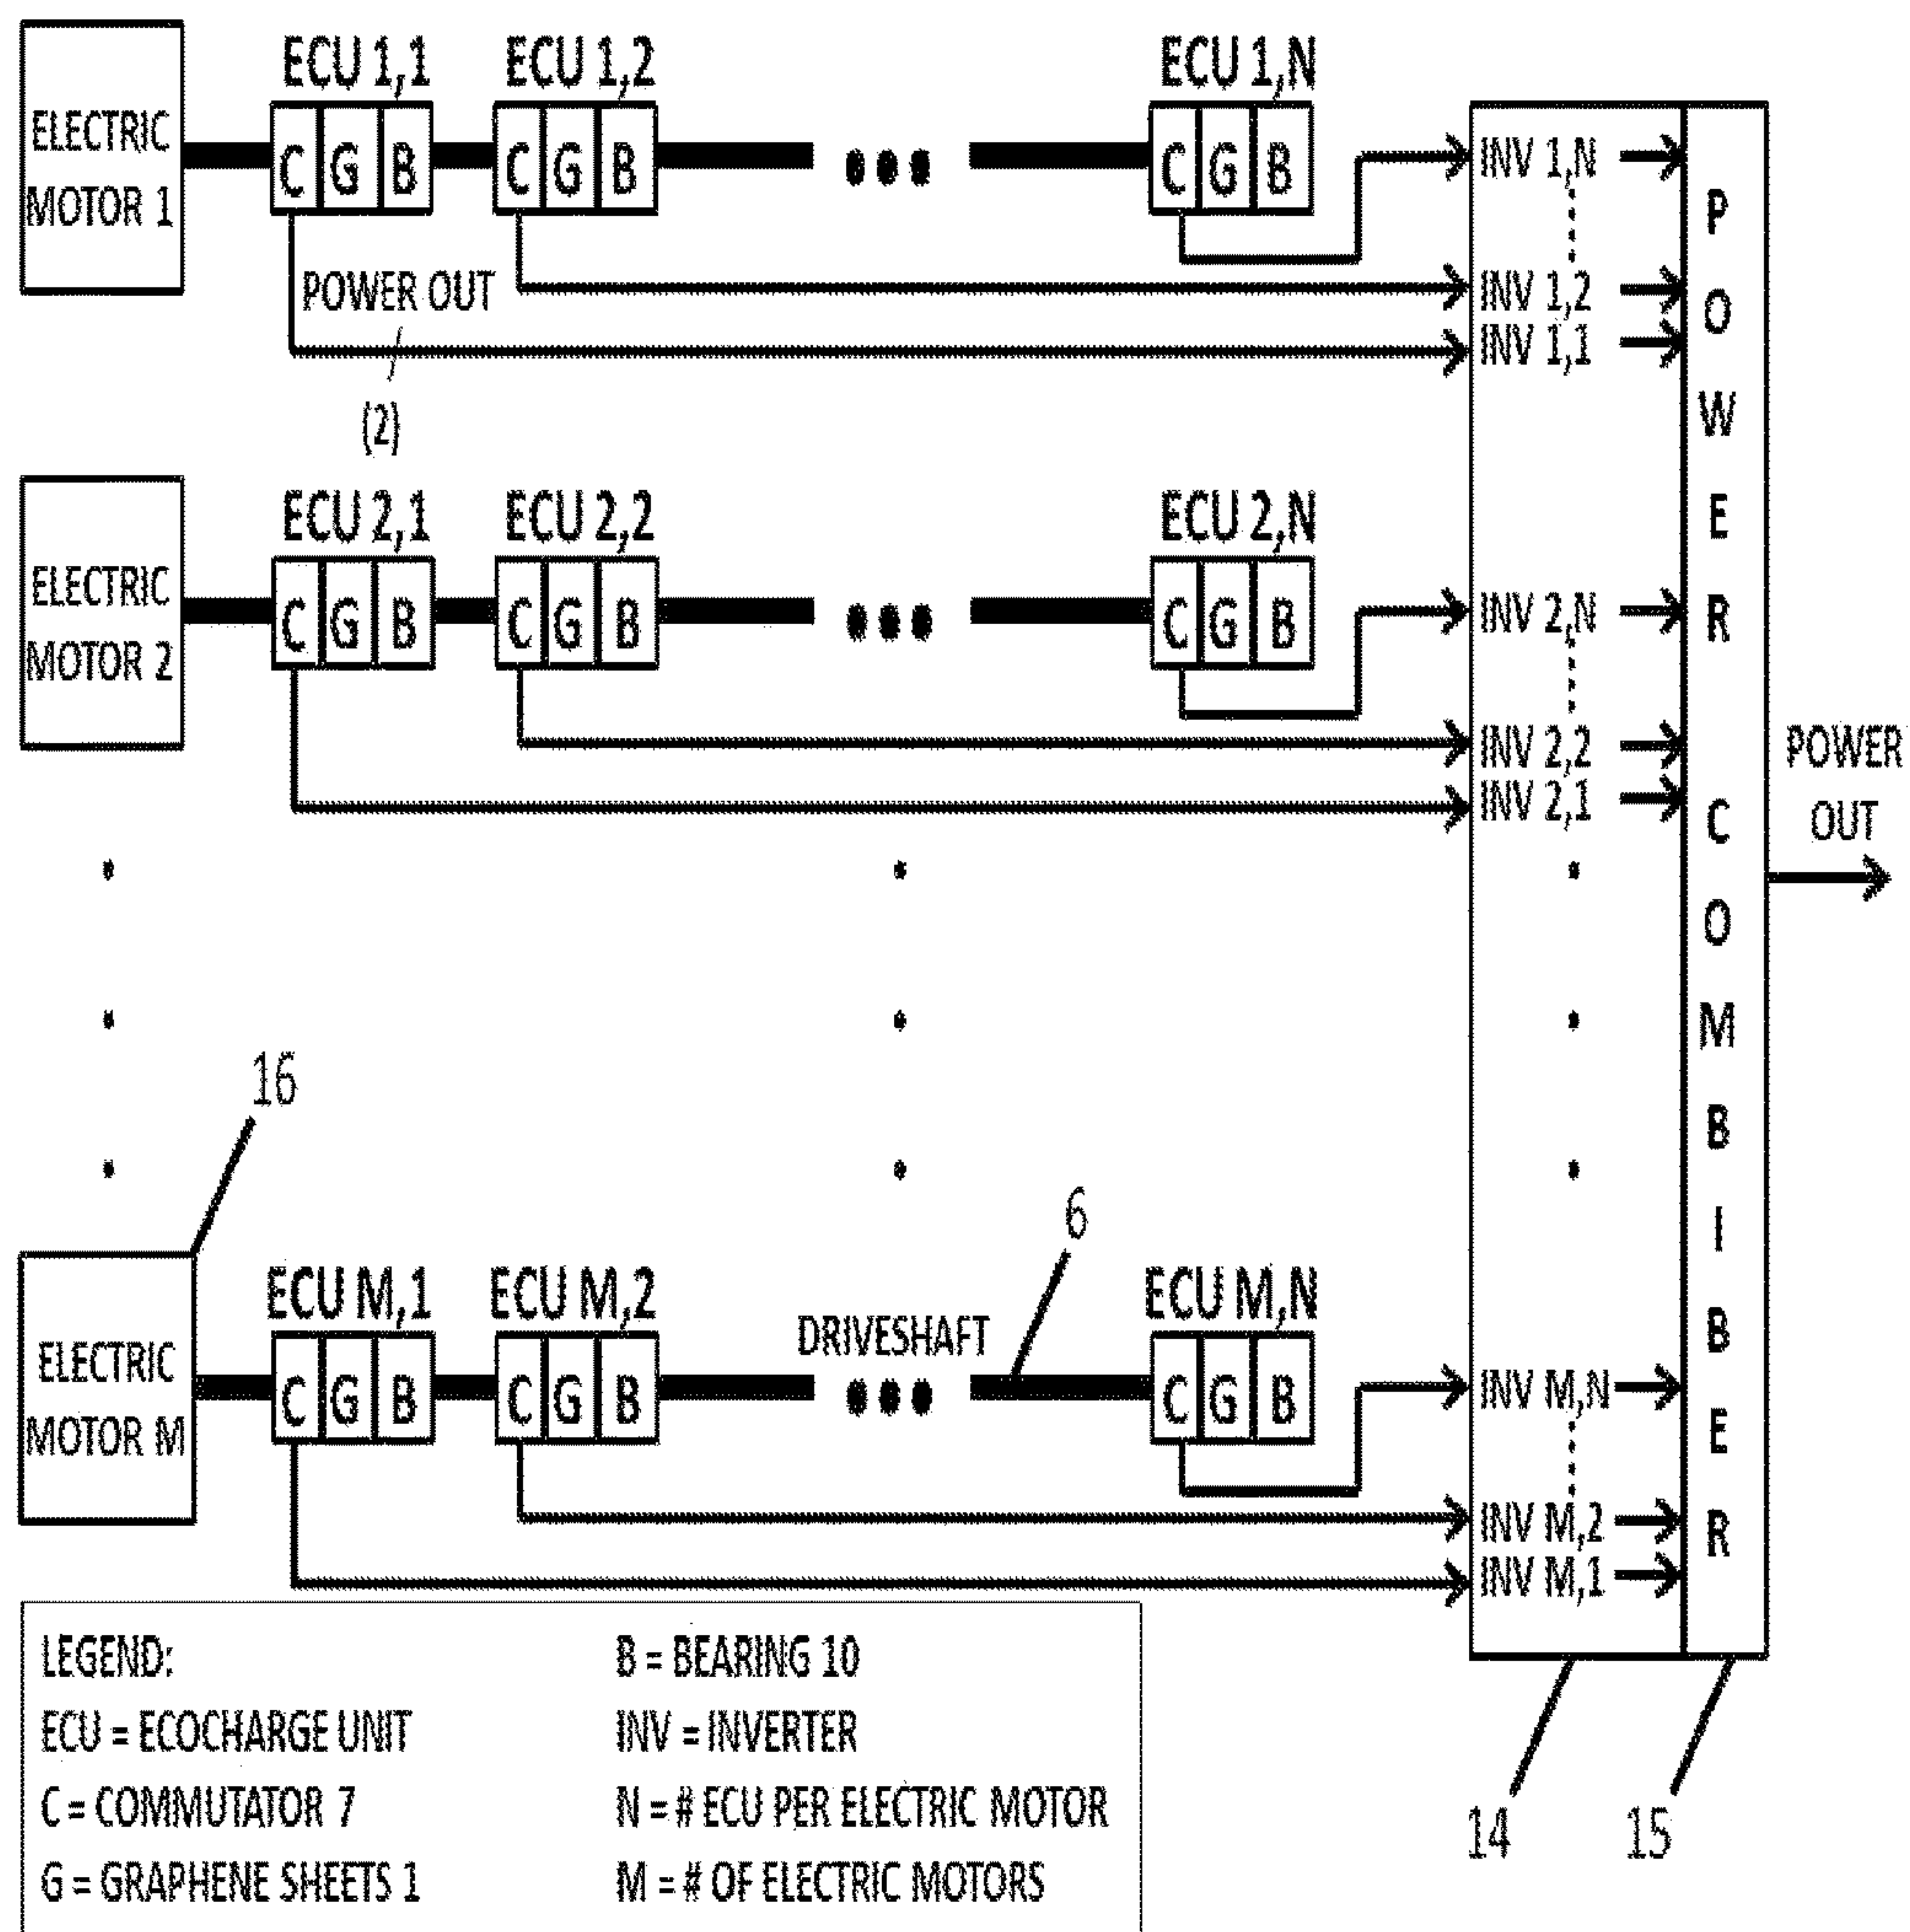 ECU 1,1 ECU 1,2 ECU 1,N
ELECTRIC
MOTOR 1
C G B C G B ●●● C G B
INV 1,N
POWER OUT
INV 1,2
INV 1,1
(2)
ECU 2,1 ECU 2,2 ECU 2,N
ELECTRIC
MOTOR 2
C G B C G B ●●● C G B
INV 2,N
INV 2,2
INV 2,1
POWER COMBIBER
POWER
OUT
16
6
ECU M,1 ECU M,2 ECU M,N
DRIVESHAFT
ELECTRIC
MOTOR M
C G B C G B ●●● C G B
INV M,N
INV M,2
INV M,1
14 15
LEGEND:
ECU = ECOCHARGE UNIT
C = COMMUTATOR 7
G = GRAPHENE SHEETS 1
B = BEARING 10
INV = INVERTER
N = # ECU PER ELECTRIC MOTOR
M = # OF ELECTRIC MOTORS